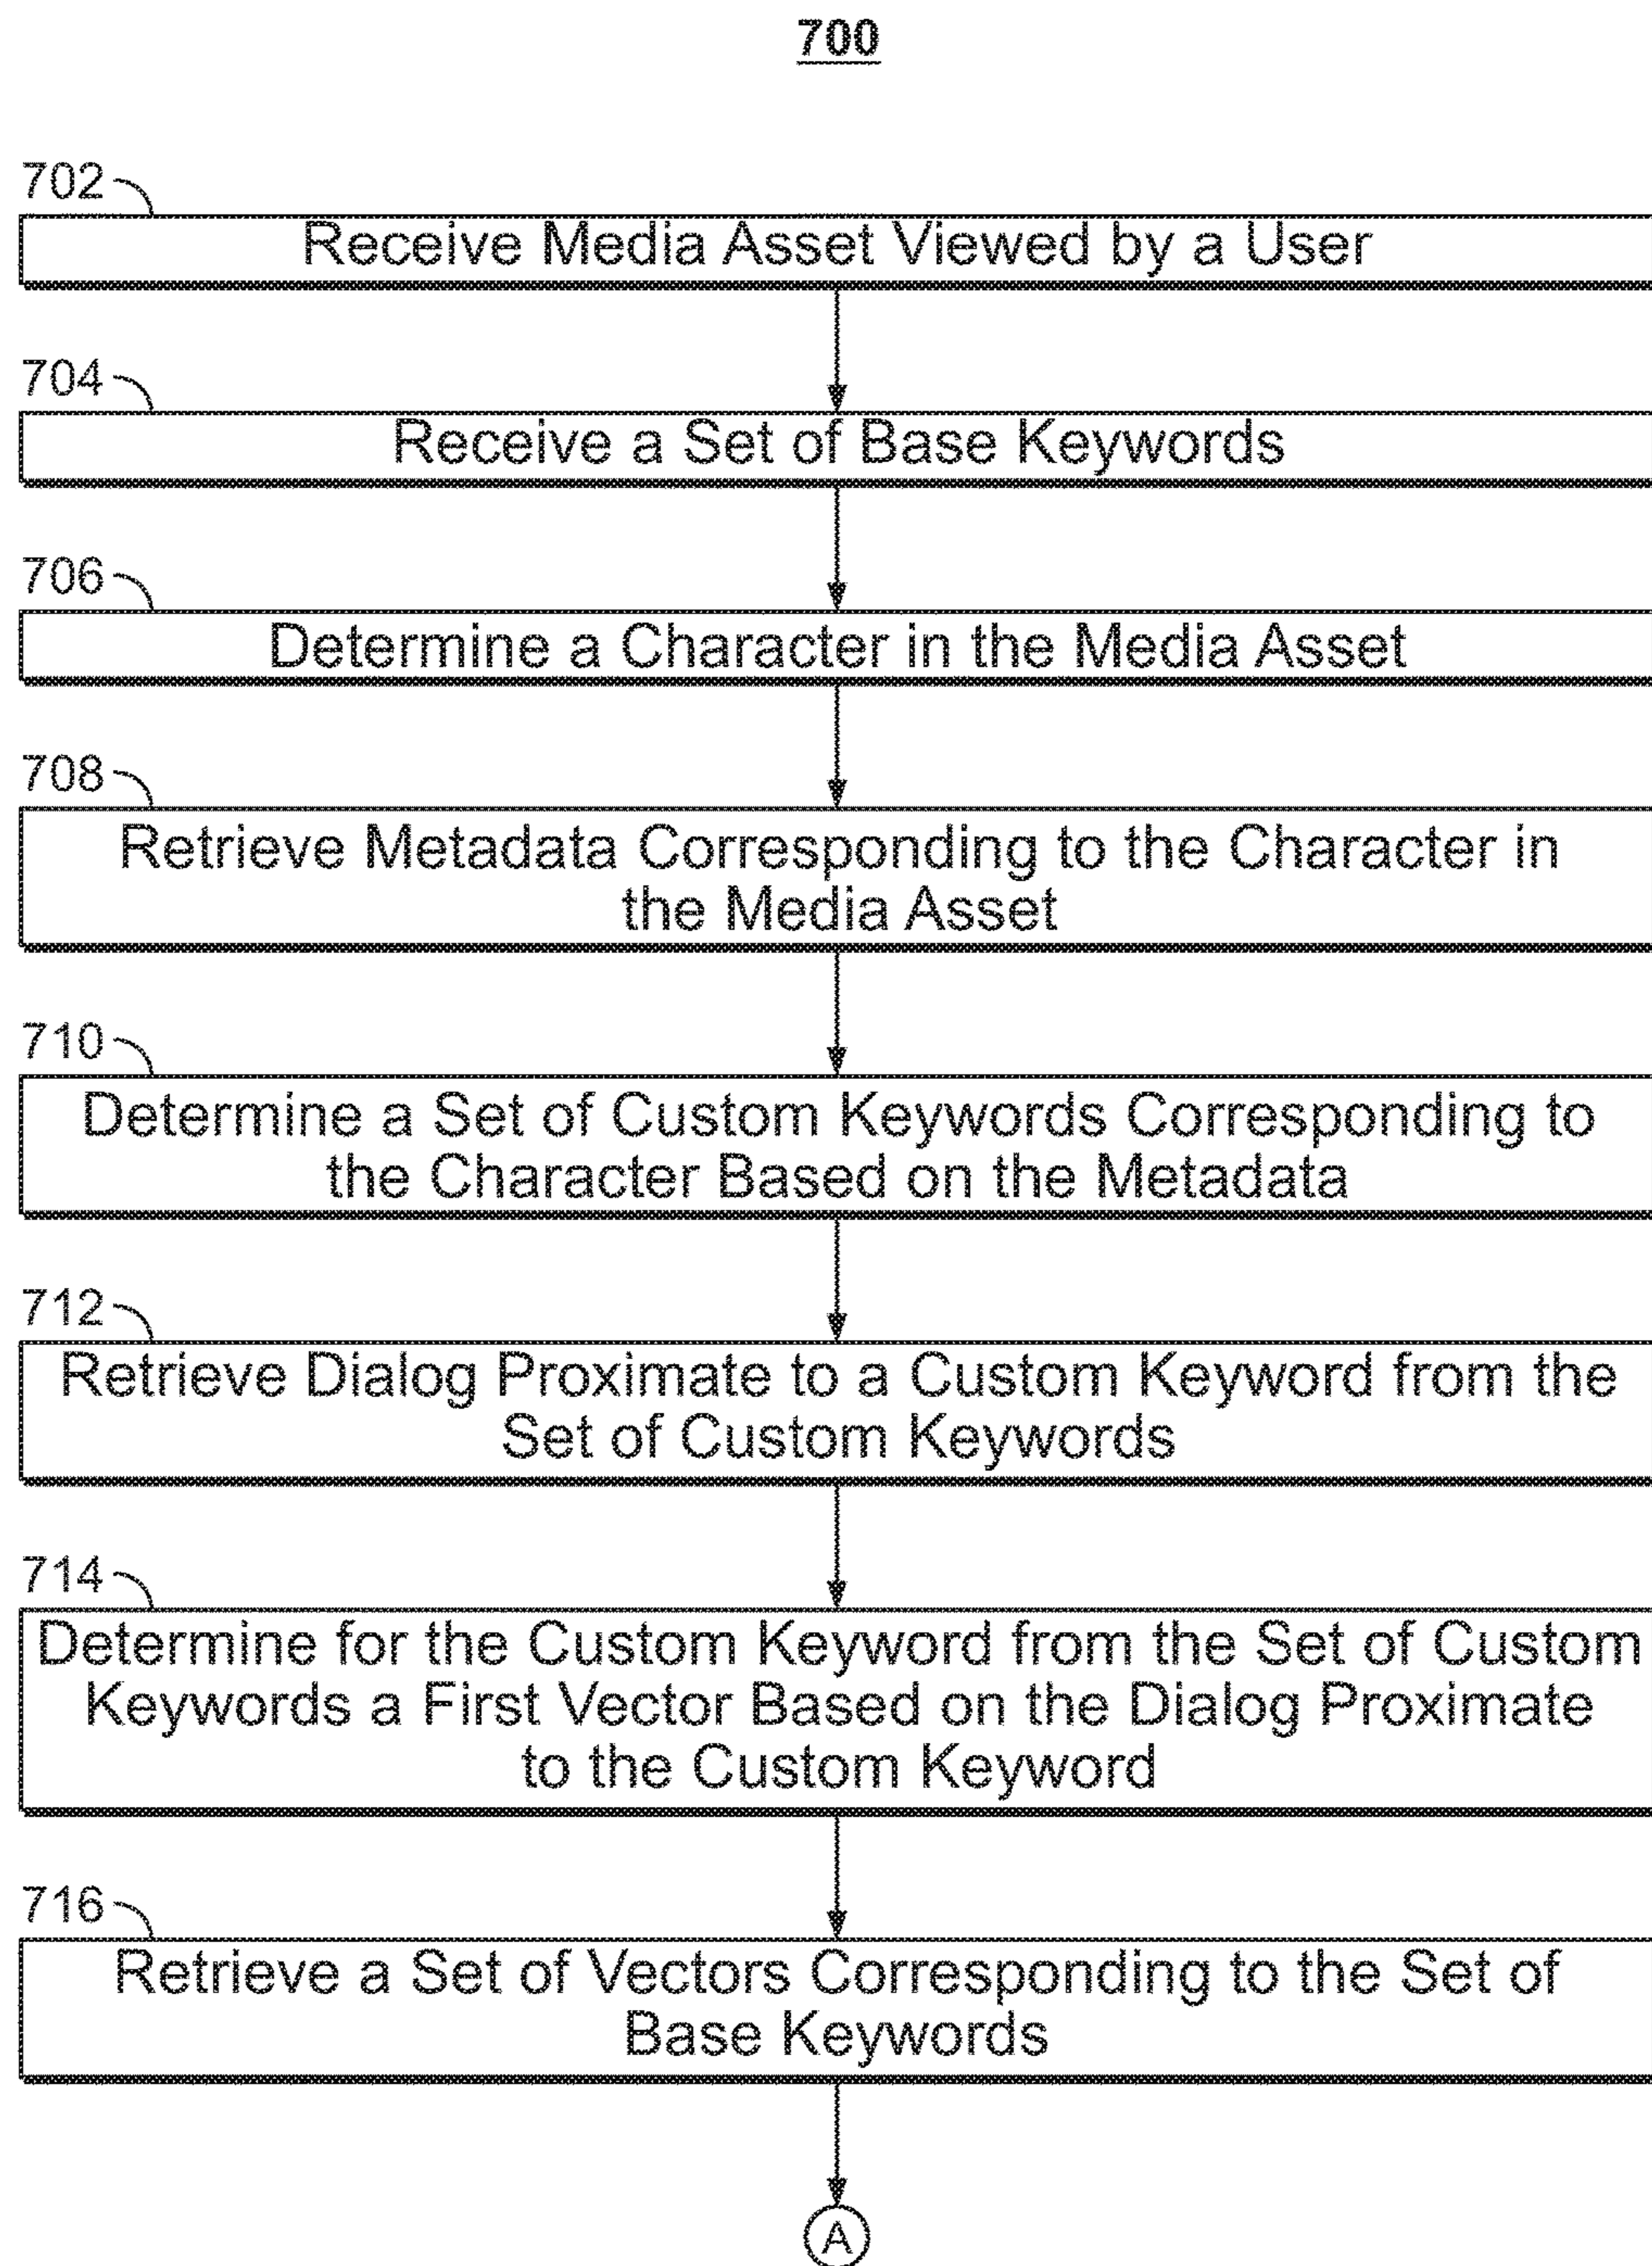 700
702
Receive Media Asset Viewed by a User
704
Receive a Set of Base Keywords
706
Determine a Character in the Media Asset
708
Retrieve Metadata Corresponding to the Character in
the Media Asset
710
Determine a Set of Custom Keywords Corresponding to
the Character Based on the Metadata
712
Retrieve Dialog Proximate to a Custom Keyword from the
Set of Custom Keywords
714
Determine for the Custom Keyword from the Set of Custom
Keywords a First Vector Based on the Dialog Proximate
to the Custom Keyword
716
Retrieve a Set of Vectors Corresponding to the Set of
Base Keywords
A